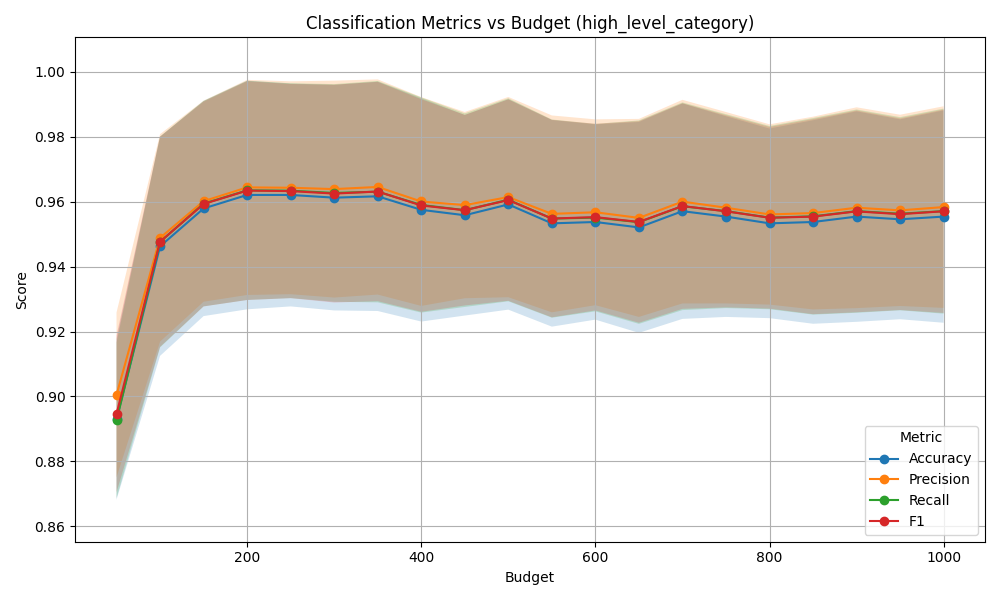 Classification Metrics vs Budget (high_level_category)
Score
1.00
0.98
0.96
0.94
0.92
0.90
0.88
0.86
200
400
600
800
1000
Budget
Metric
Accuracy
Precision
Recall
F1